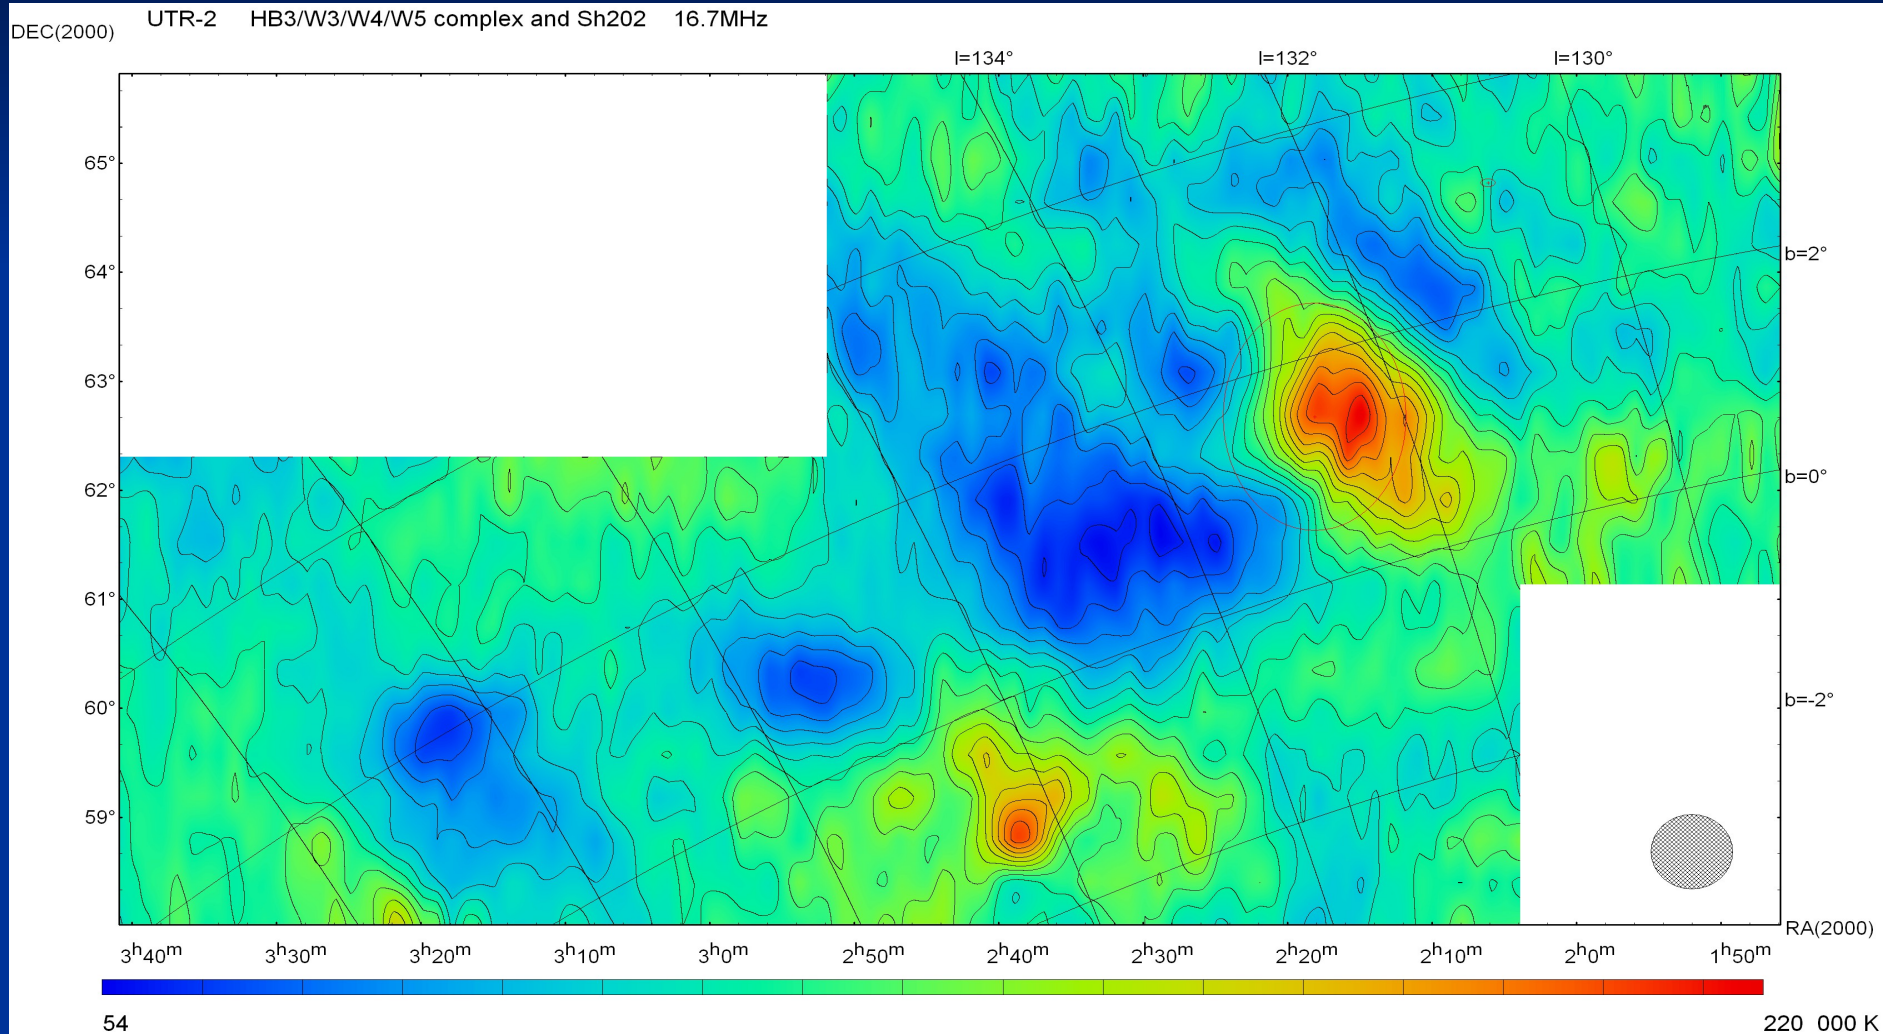 UTR-2 HB3/W3/W4/W5 complex and Sh202 16.7MHz
DEC(2000)
l=134° l=132° l=130°
65°
64°
b=2°
63°
62°
b=0°
61°
60°
b=-2°
59°
RA(2000)
3h40m 3h30m 3h20m 3h10m 3h0m 2h50m 2h40m 2h30m 2h20m 2h10m 2h0m 1h50m
54 220 000 K